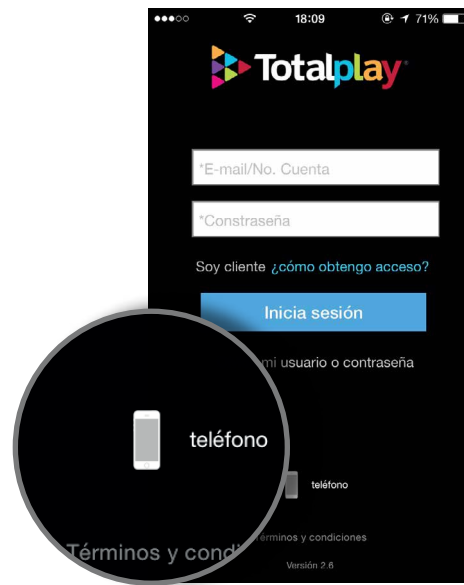 18:09
71%
Totalplay
*E-mail/No. Cuenta
*Constraseña
Soy cliente ¿cómo obtengo acceso?
Inicia sesión
mi usuario o contraseña
teléfono
teléfono
Términos y condiciones
Términos y cond
Versión 2.6